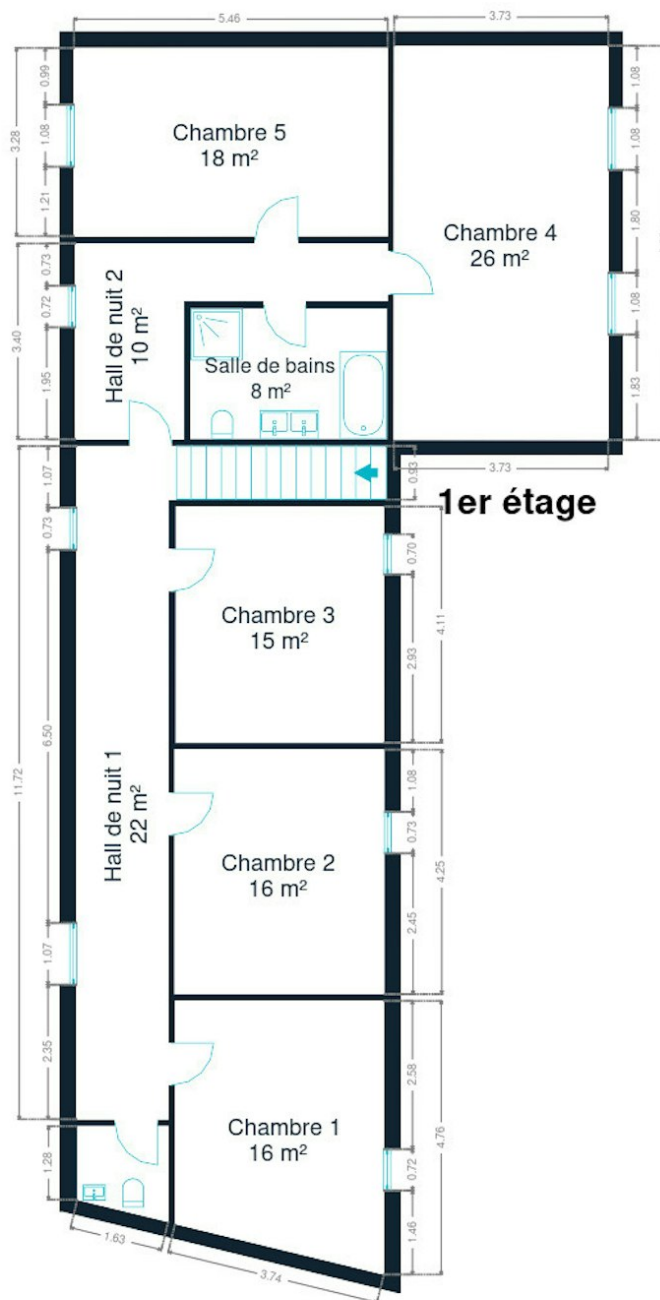 5.46
3.73
0.99
1.08
1.21
3.28
Chambre 5
18 m²
1.08
1.08
1.80
1.08
1.83
Chambre 4
26 m²
0.73
0.72
1.95
3.40
Hall de nuit 2
10 m²
Salle de bains
8 m²
3.73
0.93
1er étage
1.07
0.73
6.50
1.07
2.35
11.72
Hall de nuit 1
22 m²
Chambre 3
15 m²
0.70
2.93
4.11
Chambre 2
16 m²
1.08
0.73
2.45
4.25
Chambre 1
16 m²
2.58
0.72
1.46
4.76
1.28
1.63
3.74